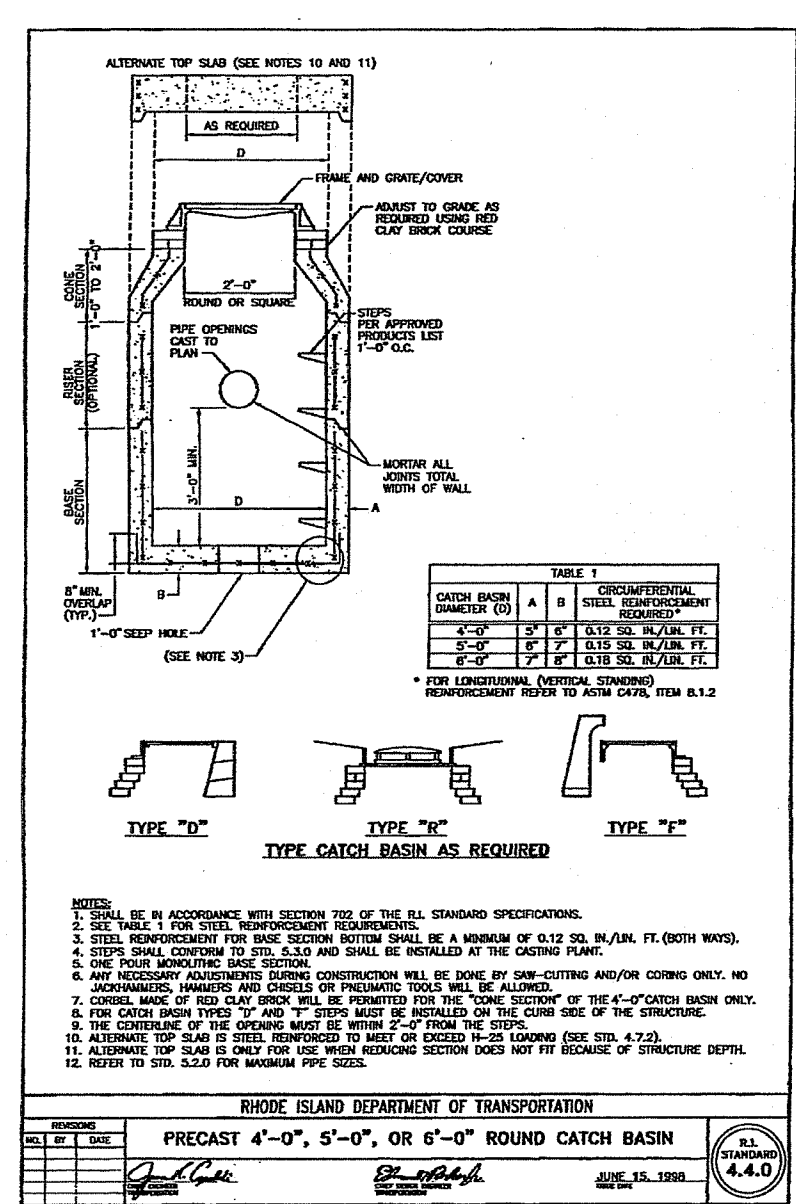 ALTERNATE TOP SLAB (SEE NOTES 10 AND 11)
AS REQUIRED
D
FRAME AND GRATE/COVER
ADJUST TO GRADE AS
REQUIRED USING RED
CLAY BRICK COURSE
CONE
SECTION
1'-0" TO 2'-0"
2'-0"
ROUND OR SQUARE
STEPS
PER APPROVED
PRODUCTS LIST
1'-0" O.C.
PIPE OPENINGS
CAST TO
PLAN
RISER
SECTION
(OPTIONAL)
MORTAR ALL
JOINTS TOTAL
WIDTH OF WALL
3'-0" MIN.
D
A
BASE
SECTION
8" MIN.
OVERLAP
(TYP.)
B
1'-0" SEEP HOLE
(SEE NOTE 3)
TABLE 1
CATCH BASIN DIAMETER (D) A B CIRCUMFERENTIAL STEEL REINFORCEMENT REQUIRED*
4'-0" 5" 6" 0.12 SQ. IN./LIN. FT.
5'-0" 6" 7" 0.15 SQ. IN./LIN. FT.
6'-0" 7" 8" 0.18 SQ. IN./LIN. FT.
* FOR LONGITUDINAL (VERTICAL STANDING)
REINFORCEMENT REFER TO ASTM C478, ITEM 8.1.2
TYPE "D" TYPE "R" TYPE "F"
TYPE CATCH BASIN AS REQUIRED
NOTES:
1. SHALL BE IN ACCORDANCE WITH SECTION 702 OF THE R.I. STANDARD SPECIFICATIONS.
2. SEE TABLE 1 FOR STEEL REINFORCEMENT REQUIREMENTS.
3. STEEL REINFORCEMENT FOR BASE SECTION BOTTOM SHALL BE A MINIMUM OF 0.12 SQ. IN./LIN. FT. (BOTH WAYS).
4. STEPS SHALL CONFORM TO STD. 5.3.0 AND SHALL BE INSTALLED AT THE CASTING PLANT.
5. ONE POUR MONOLITHIC BASE SECTION.
6. ANY NECESSARY ADJUSTMENTS DURING CONSTRUCTION WILL BE DONE BY SAW-CUTTING AND/OR CORING ONLY. NO
JACKHAMMERS, HAMMERS AND CHISELS OR PNEUMATIC TOOLS WILL BE ALLOWED.
7. CORBEL MADE OF RED CLAY BRICK WILL BE PERMITTED FOR THE "CONE SECTION" OF THE 4'-0" CATCH BASIN ONLY.
8. FOR CATCH BASIN TYPES "D" AND "F" STEPS MUST BE INSTALLED ON THE CURB SIDE OF THE STRUCTURE.
9. THE CENTERLINE OF THE OPENING MUST BE WITHIN 2'-0" FROM THE STEPS.
10. ALTERNATE TOP SLAB IS STEEL REINFORCED TO MEET OR EXCEED H-25 LOADING (SEE STD. 4.7.2).
11. ALTERNATE TOP SLAB IS ONLY FOR USE WHEN REDUCING SECTION DOES NOT FIT BECAUSE OF STRUCTURE DEPTH.
12. REFER TO STD. 5.2.0 FOR MAXIMUM PIPE SIZES.
RHODE ISLAND DEPARTMENT OF TRANSPORTATION
REVISIONS
NO. BY DATE
PRECAST 4'-0", 5'-0", OR 6'-0" ROUND CATCH BASIN
R.I.
STANDARD
4.4.0
JUNE 15, 1998
CHIEF ENGINEER
TRANSPORTATION
CHIEF DESIGN ENGINEER
TRANSPORTATION
ISSUE DATE